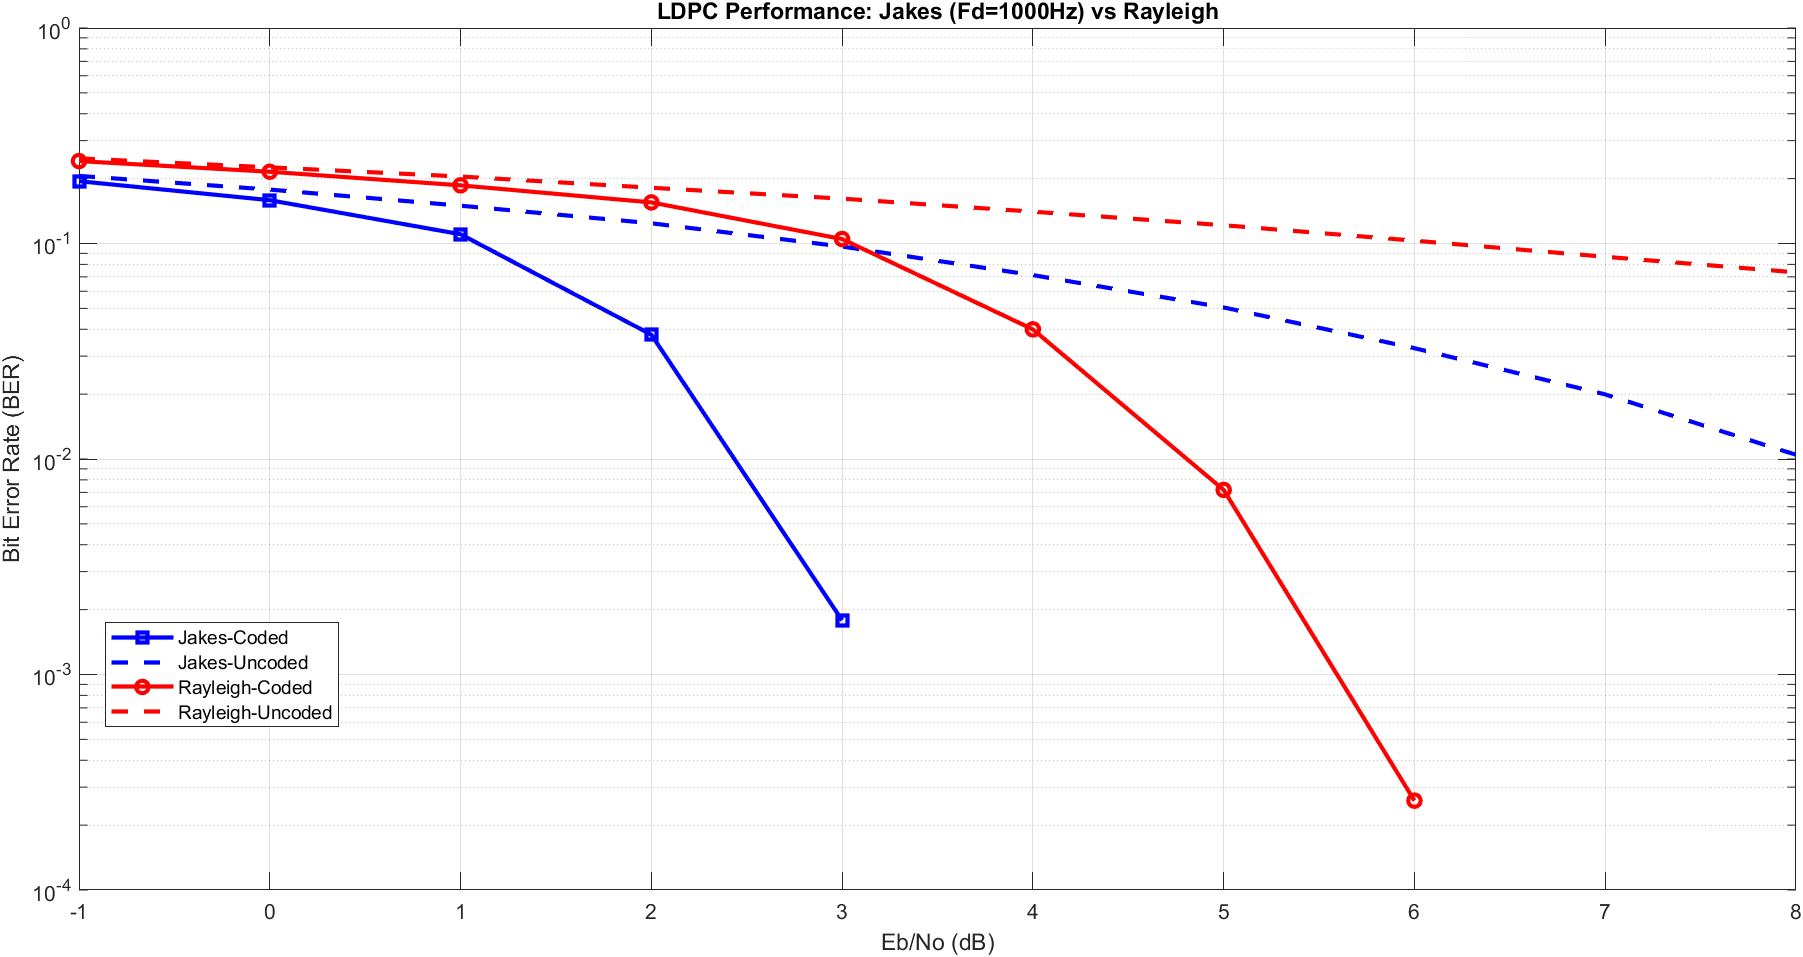 LDPC Performance: Jakes (Fd=1000Hz) vs Rayleigh
10^0
10^-1
10^-2
10^-3
10^-4
Bit Error Rate (BER)
Jakes-Coded
Jakes-Uncoded
Rayleigh-Coded
Rayleigh-Uncoded
-1 0 1 2 3 4 5 6 7 8
Eb/No (dB)